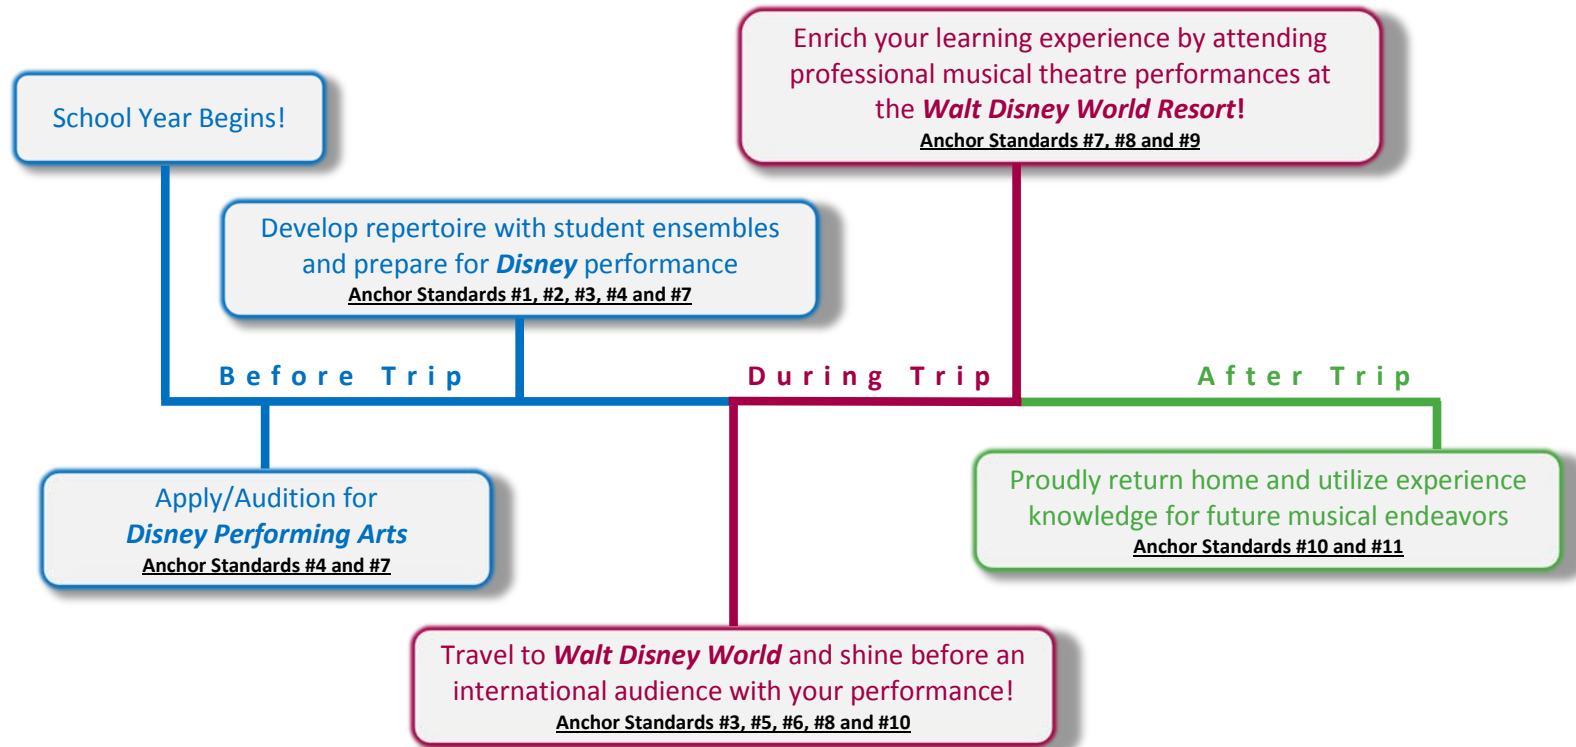 School Year Begins!
Enrich your learning experience by attending
professional musical theatre performances at
the Walt Disney World Resort!
Anchor Standards #7, #8 and #9
Develop repertoire with student ensembles
and prepare for Disney performance
Anchor Standards #1, #2, #3, #4 and #7
Before Trip
During Trip
After Trip
Apply/Audition for
Disney Performing Arts
Anchor Standards #4 and #7
Proudly return home and utilize experience
knowledge for future musical endeavors
Anchor Standards #10 and #11
Travel to Walt Disney World and shine before an
international audience with your performance!
Anchor Standards #3, #5, #6, #8 and #10